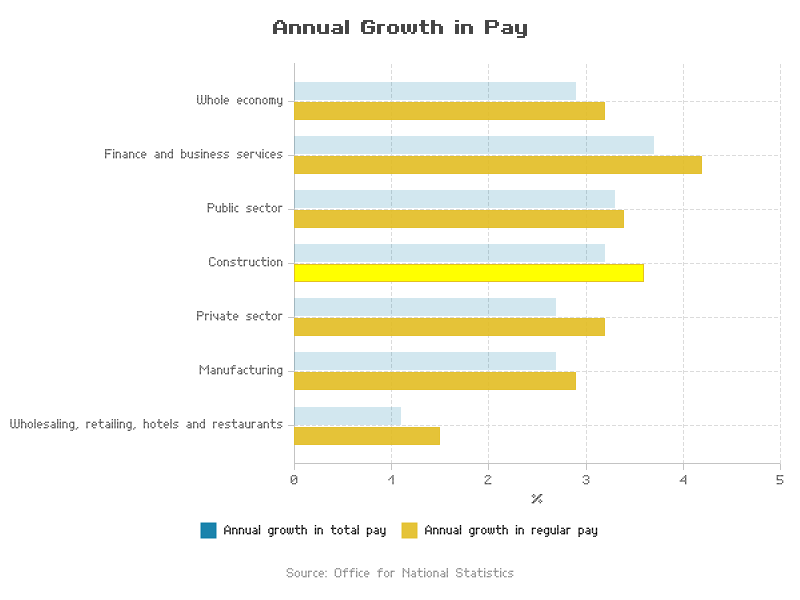 Annual Growth in Pay
Whole economy
Finance and business services
Public sector
Construction
Private sector
Manufacturing
Wholesaling, retailing, hotels and restaurants
0 1 2 3 4 5
%
Annual growth in total pay Annual growth in regular pay
Source: Office for National Statistics